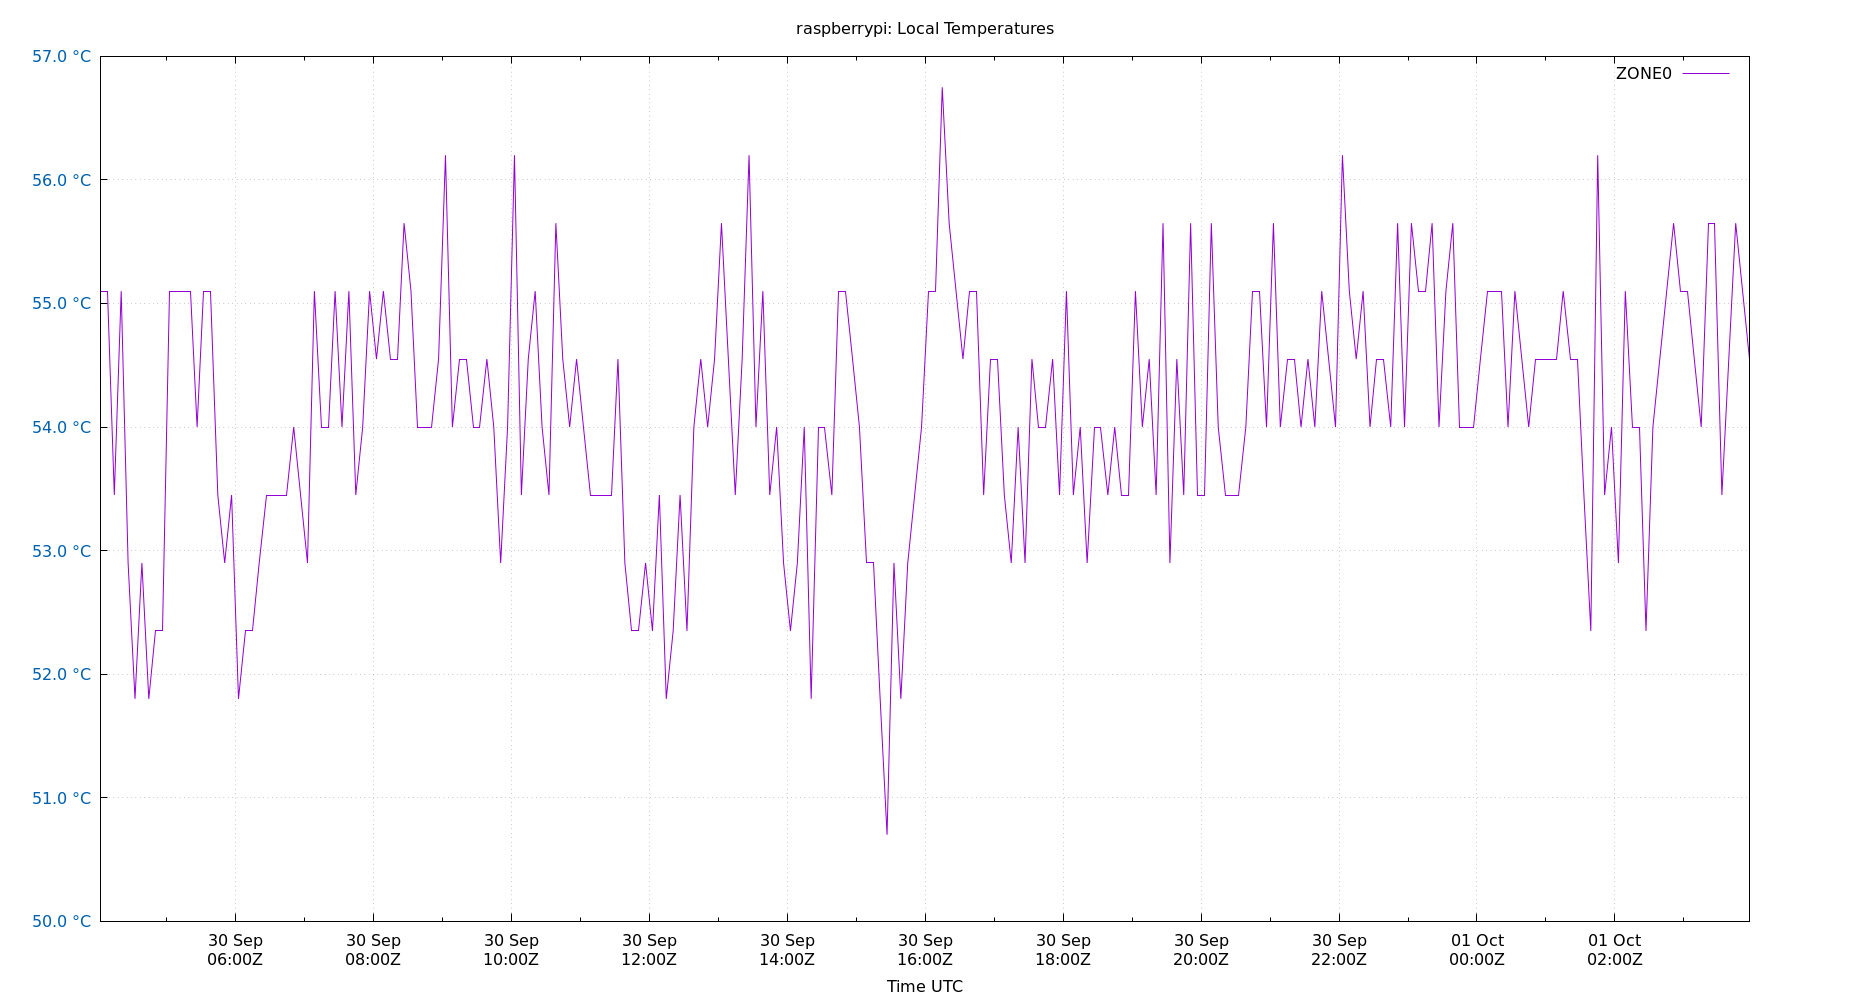 raspberrypi: Local Temperatures
57.0 °C
ZONE0
56.0 °C
55.0 °C
54.0 °C
53.0 °C
52.0 °C
51.0 °C
50.0 °C
30 Sep 30 Sep 30 Sep 30 Sep 30 Sep 30 Sep 30 Sep 30 Sep 30 Sep 01 Oct 01 Oct
06:00Z 08:00Z 10:00Z 12:00Z 14:00Z 16:00Z 18:00Z 20:00Z 22:00Z 00:00Z 02:00Z
Time UTC